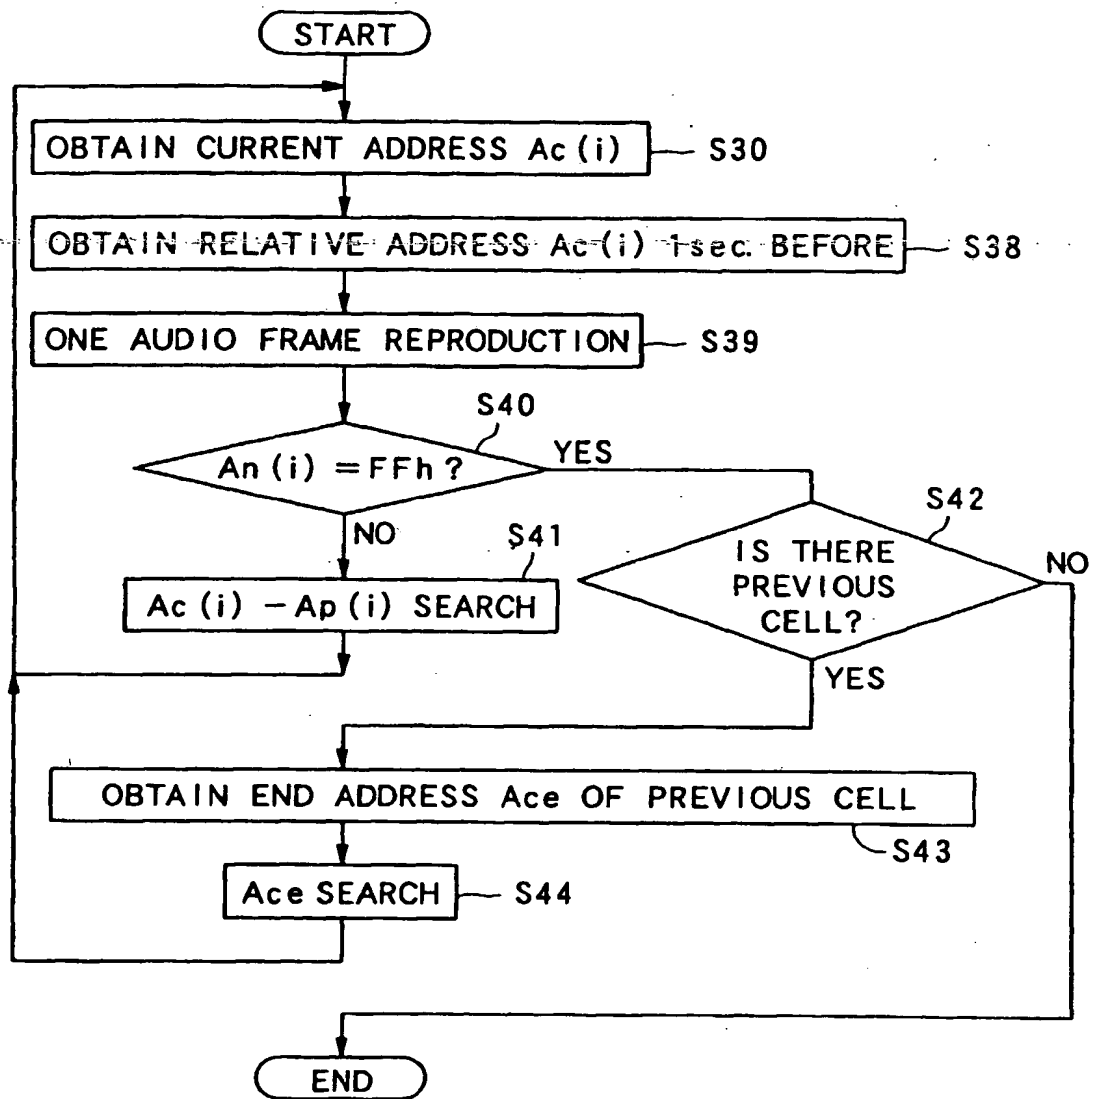 START
OBTAIN CURRENT ADDRESS Ac(i)
S30
OBTAIN RELATIVE ADDRESS Ac(i) 1sec. BEFORE
S38
ONE AUDIO FRAME REPRODUCTION
S39
S40
An(i) = FFh?
YES
NO
S41
Ac(i) - Ap(i) SEARCH
S42
IS THERE
PREVIOUS
CELL?
NO
YES
OBTAIN END ADDRESS Ace OF PREVIOUS CELL
S43
Ace SEARCH
S44
END